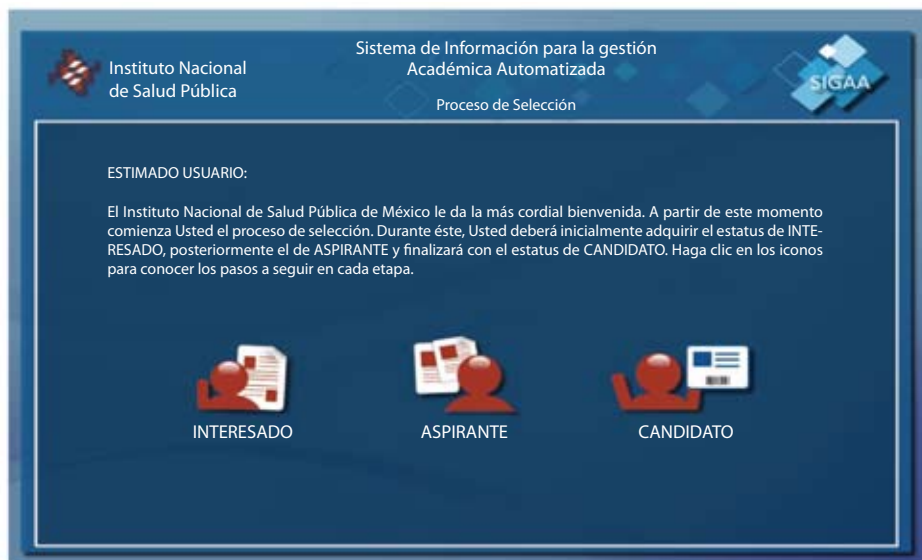 Instituto Nacional
de Salud Pública
Sistema de Información para la gestión
Académica Automatizada
Proceso de Selección
SIGAA
ESTIMADO USUARIO:
El Instituto Nacional de Salud Pública de México le da la más cordial bienvenida. A partir de este momento
comienza Usted el proceso de selección. Durante éste, Usted deberá inicialmente adquirir el estatus de INTE-
RESADO, posteriormente el de ASPIRANTE y finalizará con el estatus de CANDIDATO. Haga clic en los iconos
para conocer los pasos a seguir en cada etapa.
INTERESADO
ASPIRANTE
CANDIDATO